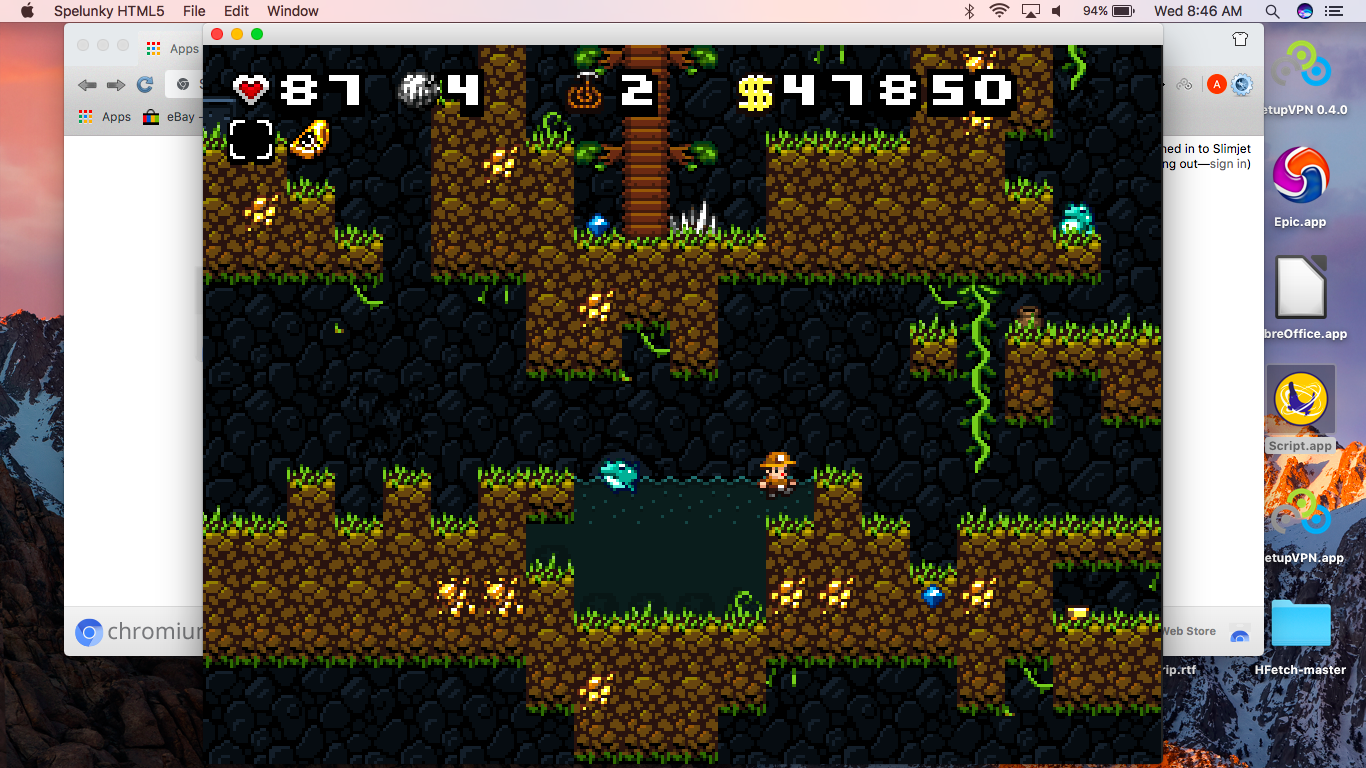 Spelunky HTML5 File Edit Window 94% Wed 8:46 AM
Apps
S
A
Apps eBay –
87 4 2 $47850
etupVPN 0.4.0
ned in to Slimjet
ng out—sign in)
Epic.app
breOffice.app
Script.app
etupVPN.app
chromiun
Web Store
rip.rtf HFetch-master